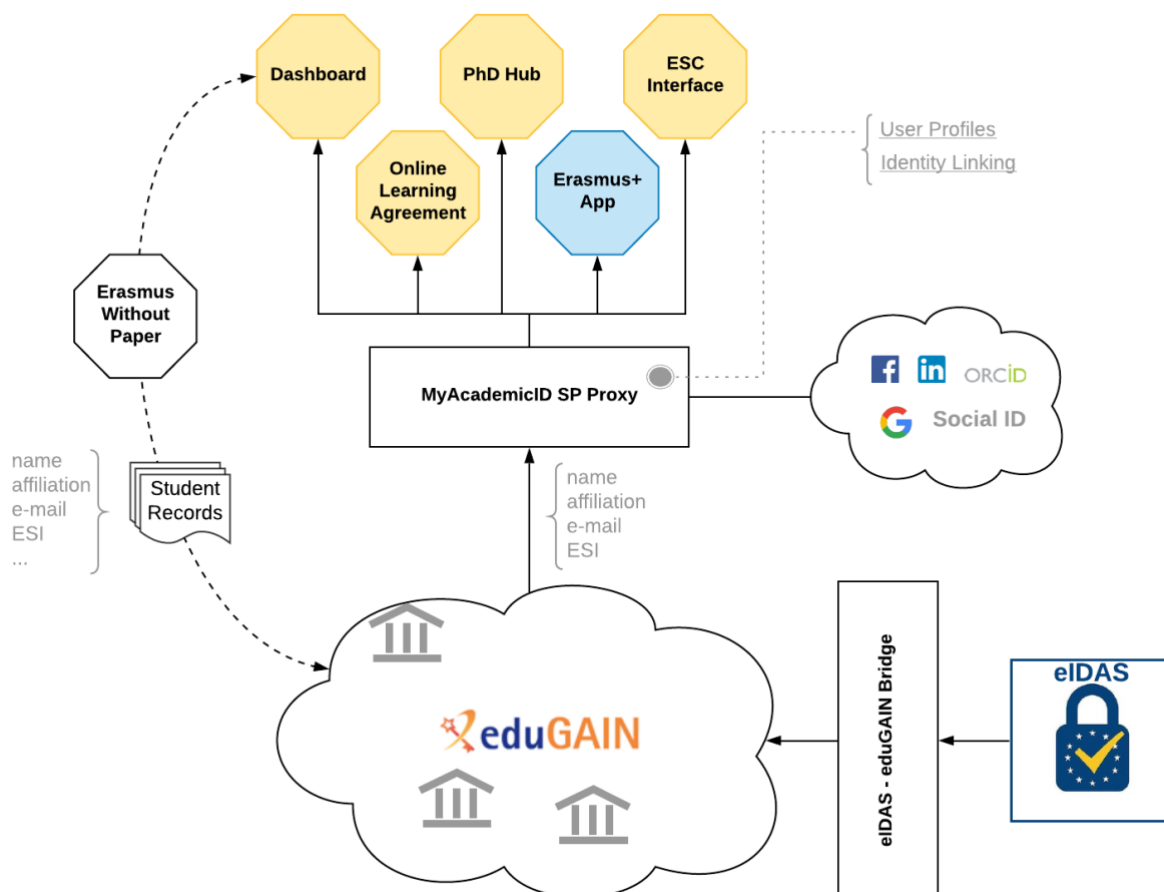 Dashboard
PhD Hub
ESC
Interface
User Profiles
Identity Linking
Online
Learning
Agreement
Erasmus+
App
Erasmus
Without
Paper
MyAcademicID SP Proxy
f
in
ORCiD
G
Social ID
name
affiliation
e-mail
ESI
...
Student
Records
name
affiliation
e-mail
ESI
eduGAIN
eIDAS - eduGAIN Bridge
eIDAS